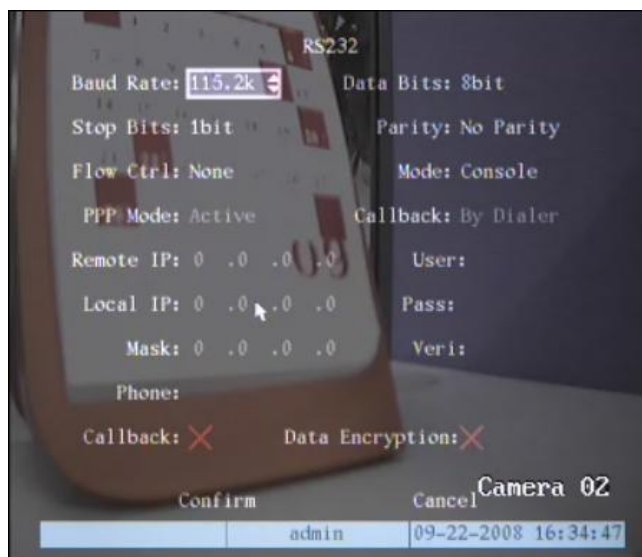 RS232
Baud Rate: 115.2k Data Bits: 8bit
Stop Bits: 1bit Parity: No Parity
Flow Ctrl: None Mode: Console
PPP Mode: Active Callback: By Dialer
Remote IP: 0 .0 .0 .0 User:
Local IP: 0 .0 .0 .0 Pass:
Mask: 0 .0 .0 .0 Veri:
Phone:
Callback: Data Encryption:
Camera 02
Confirm Cancel
admin 09-22-2008 16:34:47